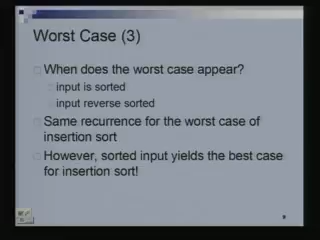 Worst Case (3)
When does the worst case appear?
input is sorted
input reverse sorted
Same recurrence for the worst case of
insertion sort
However, sorted input yields the best case
for insertion sort!